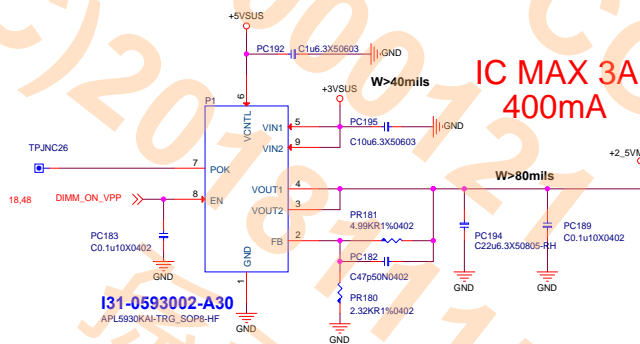 +5VSUS
PC192 C1u6.3X50603
GND
W>40mils
IC MAX 3A
400mA
+3VSUS
P1
6
VCNTL
VIN1 5
PC195
GND
VIN2 9
C10u6.3X50603
TPJNC26
7 POK
+2_5VM
W>80mils
18,48 DIMM_ON_VPP 8 EN
VOUT1 4
VOUT2 3
PR181
4.99KR1%0402
PC183
C0.1u10X0402
FB 2
PC194
C22u6.3X50805-RH
PC189
C0.1u10X0402
PC182
C47p50N0402
GND
GND
1
GND
GND
PR180
2.32KR1%0402
I31-0593002-A30
APL5930KAI-TRG_SOP8-HF
GND
GND